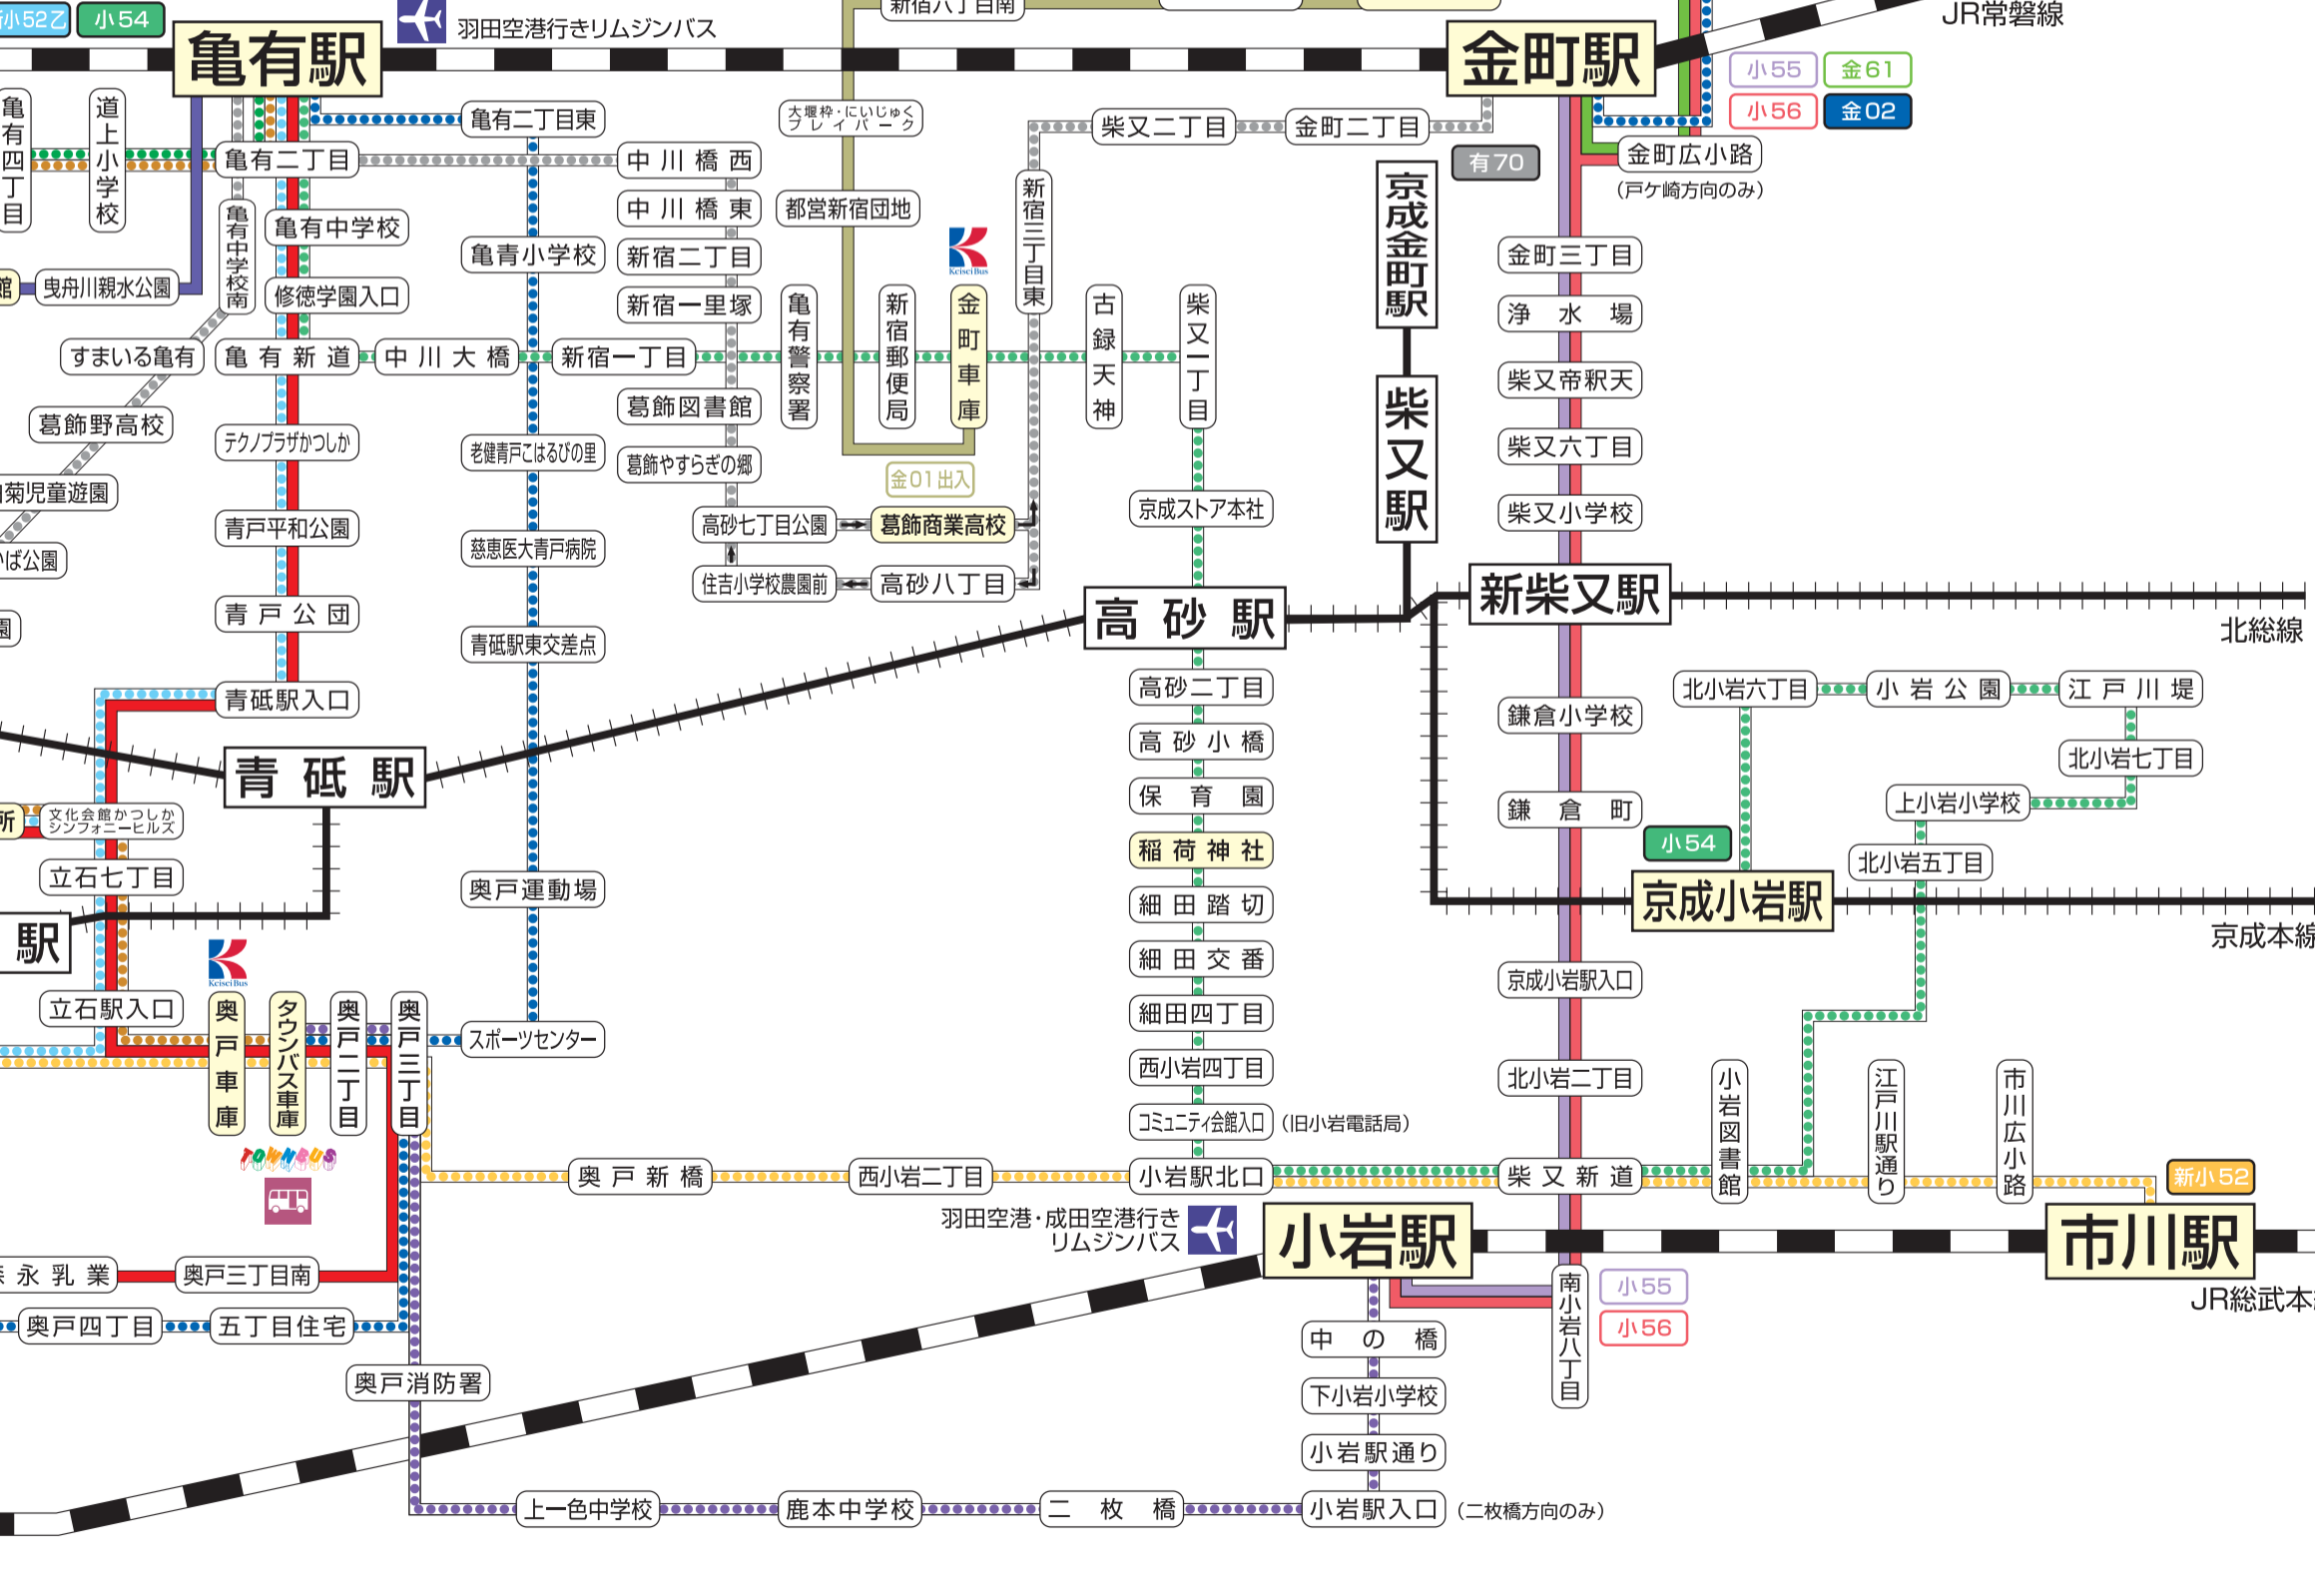 小52乙
小54
亀有駅
羽田空港行きリムジンバス
新宿六丁目南
金町駅
JR常磐線
小55
金61
小56
金02
亀有四丁目
道上小学校
亀有二丁目
亀有二丁目東
中川橋西
大堰枠・にいじゅく
プレイパーク
柴又二丁目
金町二丁目
有70
金町広小路
(戸ケ崎方向のみ)
亀有中学校南
亀有中学校
亀青小学校
中川橋東
都営新宿団地
新宿三丁目東
京成金町駅
館
曳舟川親水公園
修徳学園入口
新宿二丁目
KeiseiBus
金町三丁目
新宿一里塚
亀有警察署
新宿郵便局
金町車庫
古録天神
柴又一丁目
浄水場
すまいる亀有
亀有新道
中川大橋
新宿一丁目
柴又駅
柴又帝釈天
葛飾野高校
テクノプラザかつしか
老健青戸こはるびの里
葛飾図書館
葛飾やすらぎの郷
金01出入
柴又六丁目
菊児童遊園
青戸平和公園
慈恵医大青戸病院
高砂七丁目公園
葛飾商業高校
京成ストア本社
柴又小学校
ば公園
住吉小学校農園前
高砂八丁目
園
青戸公団
青砥駅東交差点
高砂駅
新柴又駅
北総線
青砥駅入口
高砂二丁目
鎌倉小学校
北小岩六丁目
小岩公園
江戸川堤
青砥駅
高砂小橋
北小岩七丁目
保育園
鎌倉町
上小岩小学校
所
文化会館かつしか
シンフォニーヒルズ
稲荷神社
小54
北小岩五丁目
立石七丁目
奥戸運動場
細田踏切
京成小岩駅
駅
京成本線
KeiseiBus
細田交番
京成小岩駅入口
立石駅入口
奥戸車庫
タウンバス車庫
奥戸二丁目
奥戸三丁目
スポーツセンター
細田四丁目
西小岩四丁目
北小岩二丁目
小岩図書館
江戸川駅通り
市川広小路
コミュニティ会館入口
(旧小岩電話局)
TOWNBUS
奥戸新橋
西小岩二丁目
小岩駅北口
柴又新道
新小52
羽田空港・成田空港行き
リムジンバス
小岩駅
市川駅
JR総武本線
永乳業
奥戸三丁目南
南小岩八丁目
小55
小56
奥戸四丁目
五丁目住宅
中の橋
奥戸消防署
下小岩小学校
小岩駅通り
上一色中学校
鹿本中学校
二枚橋
小岩駅入口
(二枚橋方向のみ)